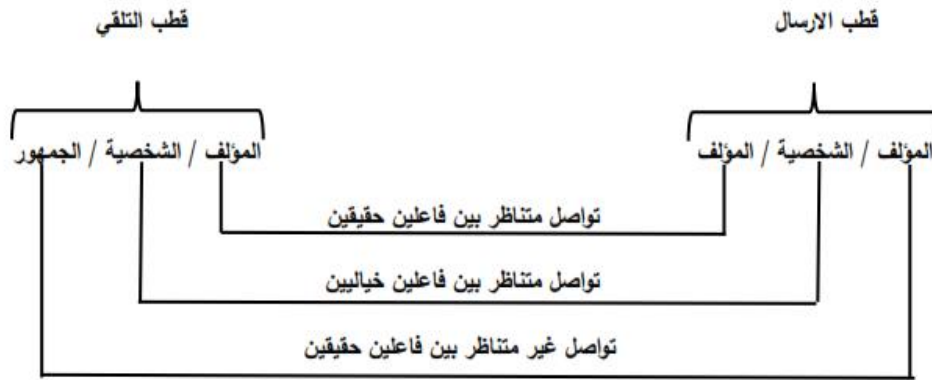 قطب الارسال
قطب التلقي
المؤلف / الشخصية / المؤلف
المؤلف / الشخصية / الجمهور
تواصل متناظر بين فاعلين حقيقين
تواصل متناظر بين فاعلين خياليين
تواصل غير متناظر بين فاعلين حقيقين